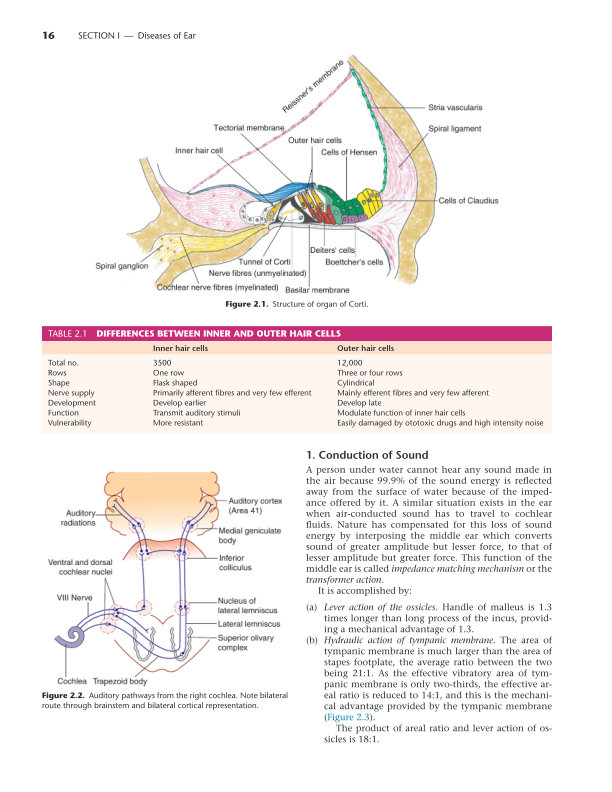 16 SECTION I — Diseases of Ear
Reissner's membrane
Stria vascularis
Tectorial membrane
Spiral ligament
Outer hair cells
Inner hair cell
Cells of Hensen
Cells of Claudius
Deiters' cells
Spiral ganglion
Tunnel of Corti
Boettcher's cells
Nerve fibres (unmyelinated)
Cochlear nerve fibres (myelinated)
Basilar membrane
Figure 2.1. Structure of organ of Corti.
TABLE 2.1 DIFFERENCES BETWEEN INNER AND OUTER HAIR CELLS
Inner hair cells Outer hair cells
Total no. 3500 12,000
Rows One row Three or four rows
Shape Flask shaped Cylindrical
Nerve supply Primarily afferent fibres and very few efferent Mainly efferent fibres and very few afferent
Development Develop earlier Develop late
Function Transmit auditory stimuli Modulate function of inner hair cells
Vulnerability More resistant Easily damaged by ototoxic drugs and high intensity noise
Auditory
radiations
Auditory cortex
(Area 41)
Medial geniculate
body
Ventral and dorsal
cochlear nuclei
Inferior
colliculus
VIII Nerve
Nucleus of
lateral lemniscus
Lateral lemniscus
Superior olivary
complex
Cochlea
Trapezoid body
Figure 2.2. Auditory pathways from the right cochlea. Note bilateral
route through brainstem and bilateral cortical representation.
1. Conduction of Sound
A person under water cannot hear any sound made in
the air because 99.9% of the sound energy is reflected
away from the surface of water because of the imped-
ance offered by it. A similar situation exists in the ear
when air-conducted sound has to travel to cochlear
fluids. Nature has compensated for this loss of sound
energy by interposing the middle ear which converts
sound of greater amplitude but lesser force, to that of
lesser amplitude but greater force. This function of the
middle ear is called impedance matching mechanism or the
transformer action.
It is accomplished by:
(a) Lever action of the ossicles. Handle of malleus is 1.3
times longer than long process of the incus, provid-
ing a mechanical advantage of 1.3.
(b) Hydraulic action of tympanic membrane. The area of
tympanic membrane is much larger than the area of
stapes footplate, the average ratio between the two
being 21:1. As the effective vibratory area of tym-
panic membrane is only two-thirds, the effective ar-
eal ratio is reduced to 14:1, and this is the mechani-
cal advantage provided by the tympanic membrane
(Figure 2.3).
The product of areal ratio and lever action of os-
sicles is 18:1.